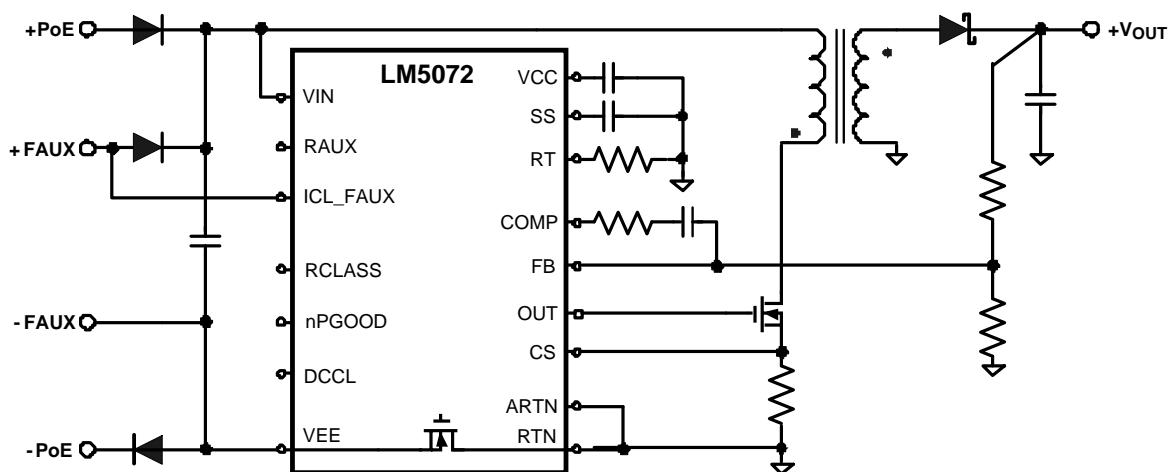 +PoE
+FAUX
-FAUX
-PoE
LM5072
VIN
RAUX
ICL_FAUX
RCLASS
nPGOOD
DCCL
VEE
VCC
SS
RT
COMP
FB
OUT
CS
ARTN
RTN
+VOUT